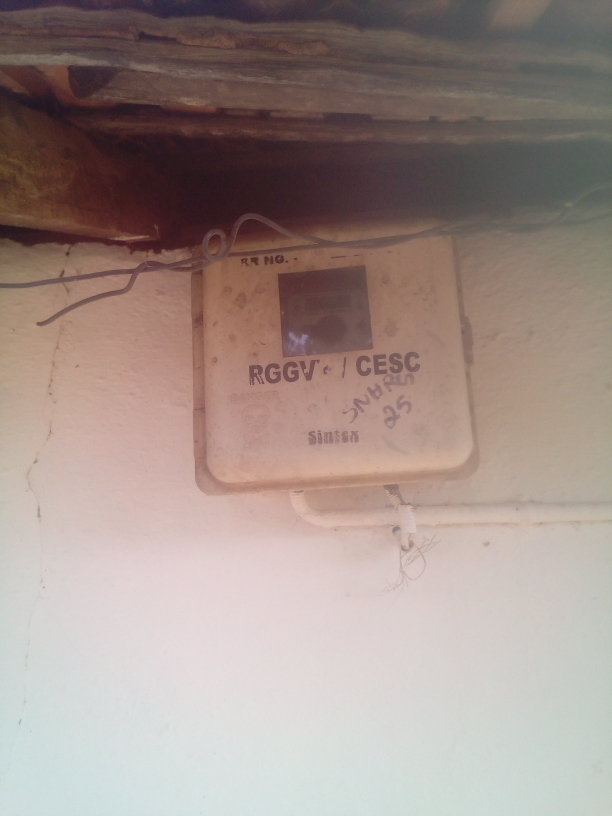 RR NO. -
RGGV / CESC
25
Sintex